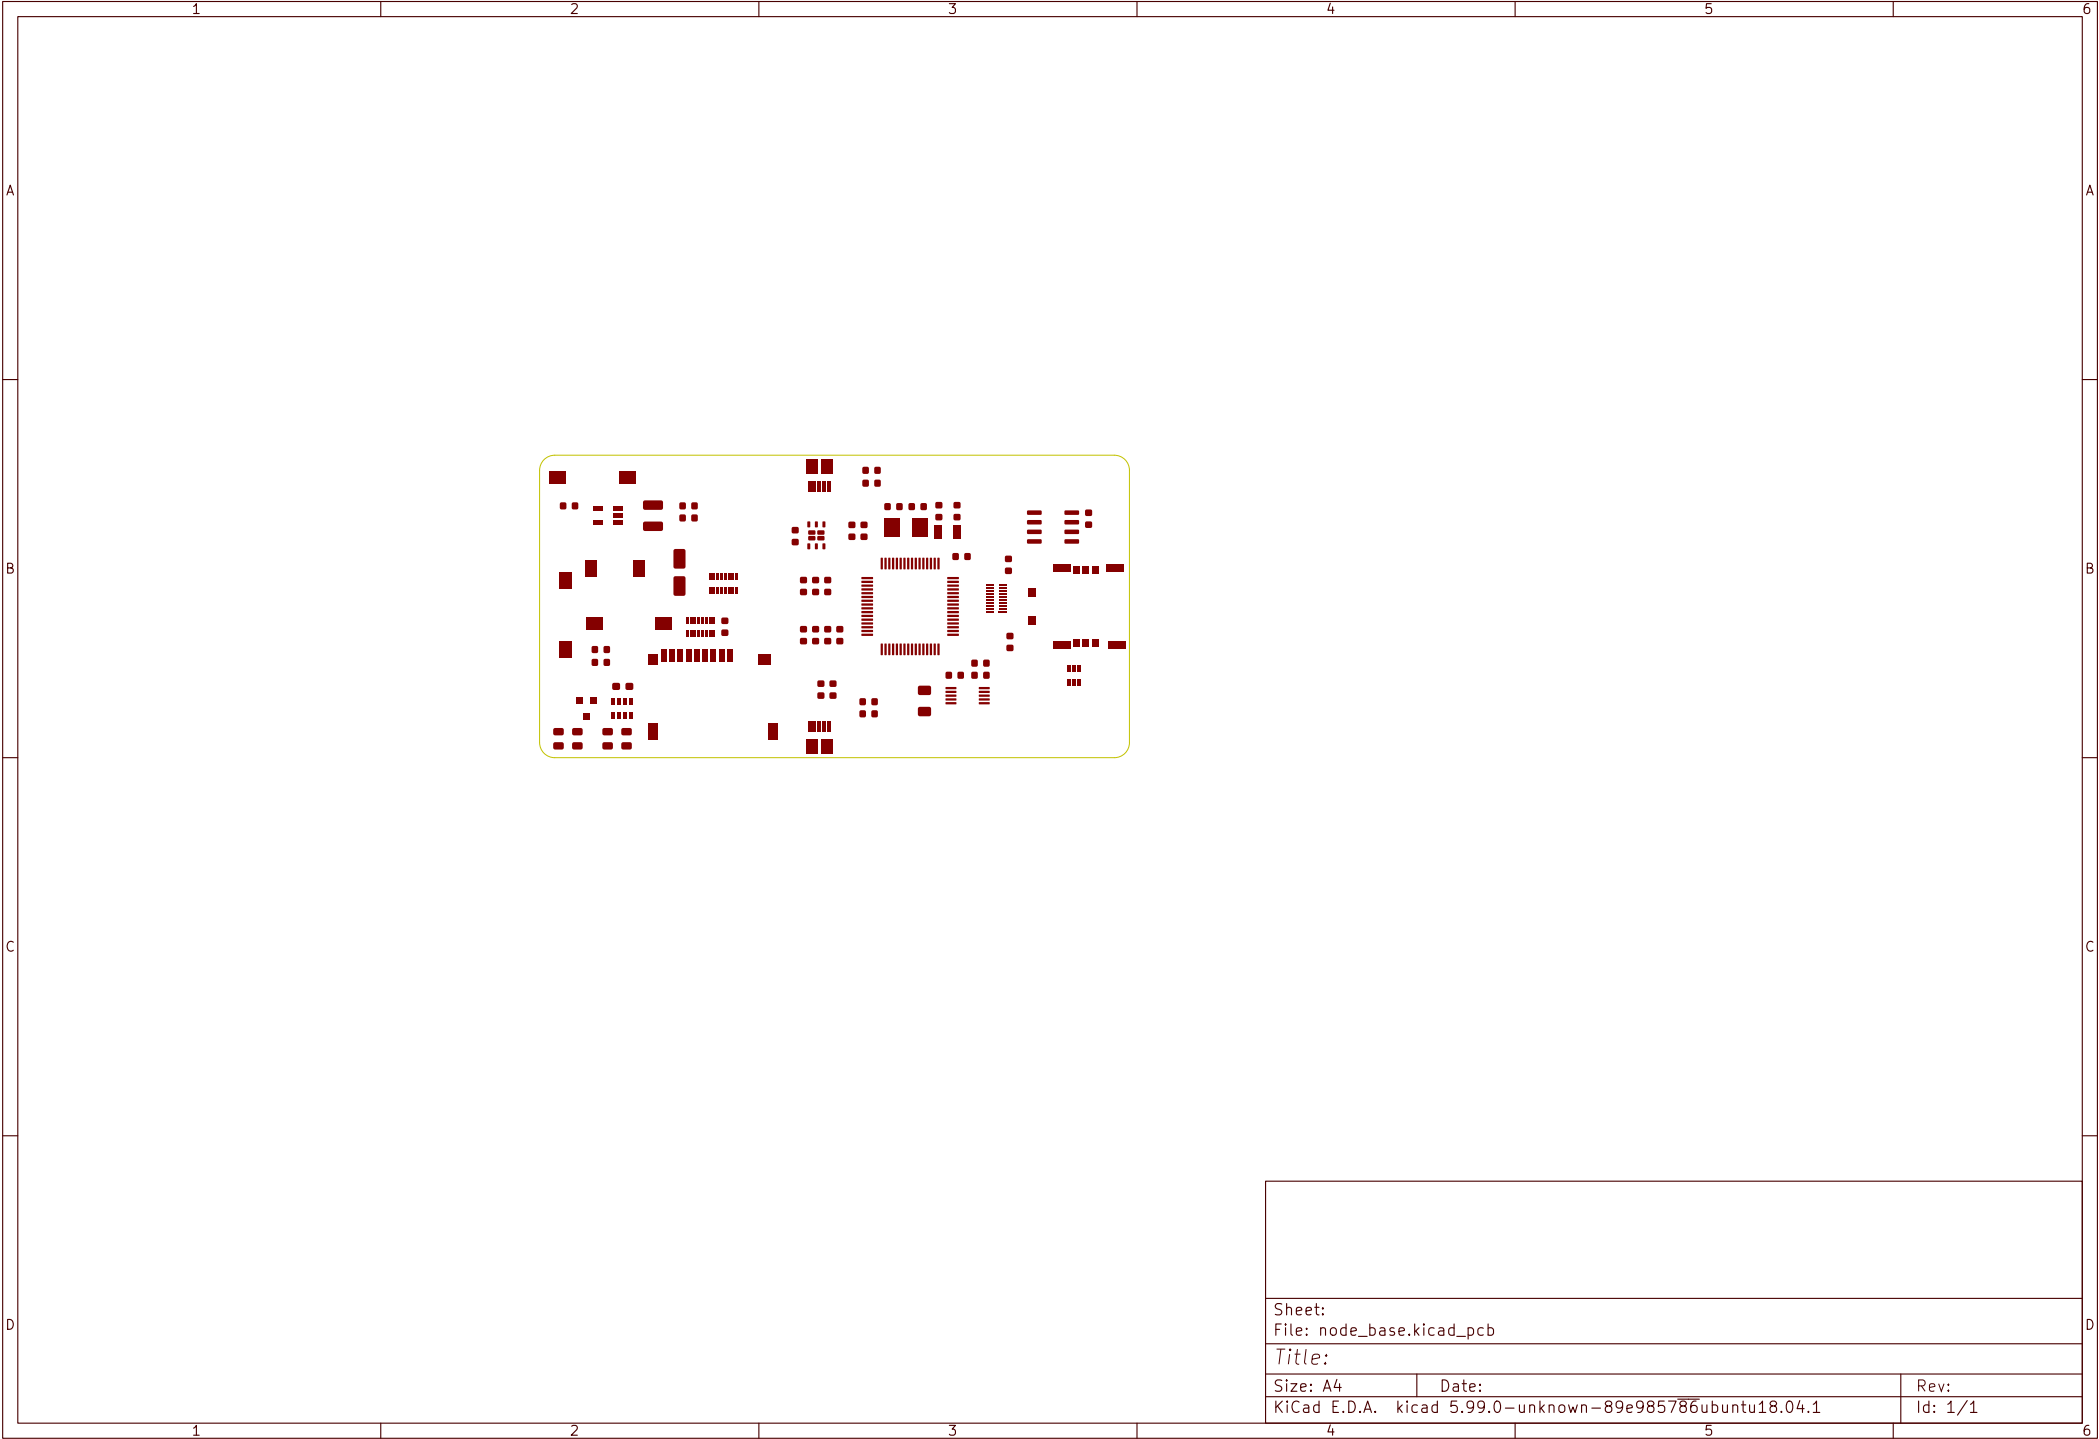 1 2 3 4 5 6
A A
B B
C C
D D
Sheet:
File: node_base.kicad_pcb
Title:
Size: A4 Date: Rev:
KiCad E.D.A. kicad 5.99.0-unknown-89e985786ubuntu18.04.1 Id: 1/1
1 2 3 4 5 6